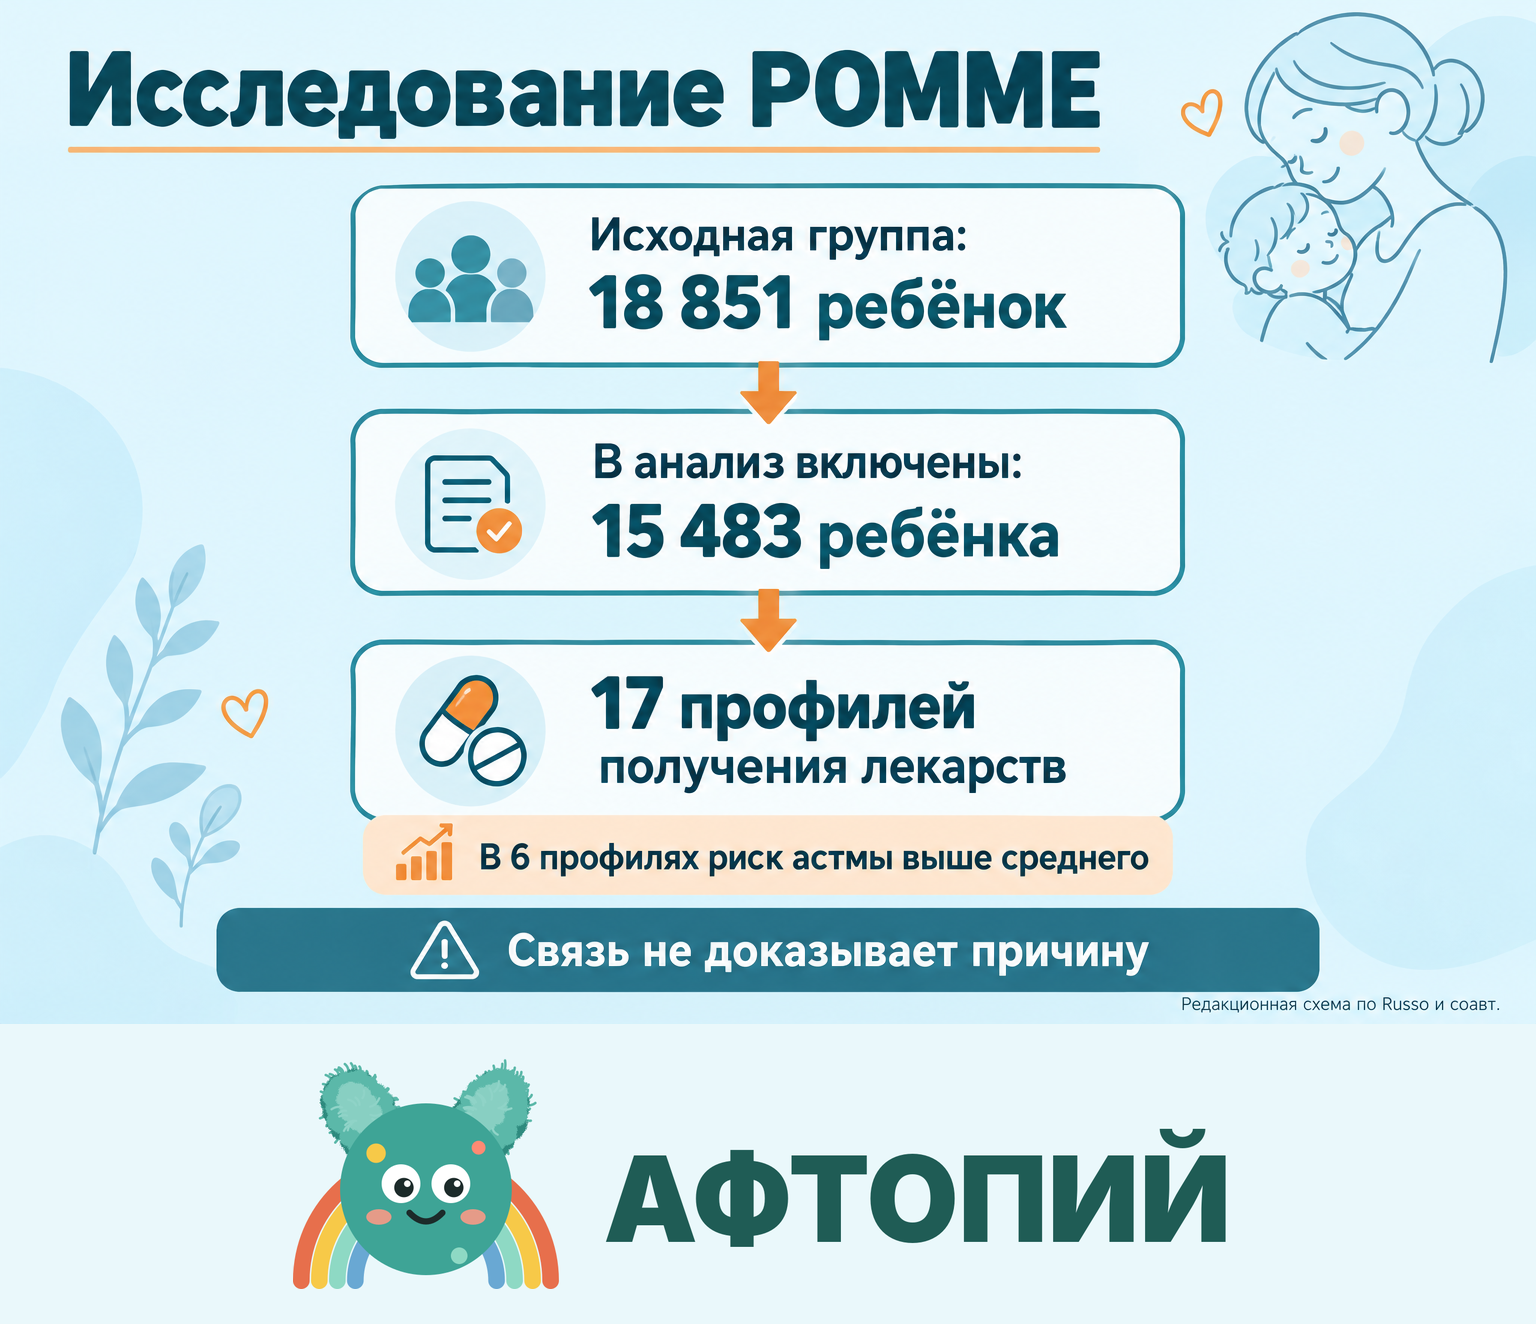 Исследование POMME
Исходная группа:
18 851 ребёнок
В анализ включены:
15 483 ребёнка
17 профилей
получения лекарств
В 6 профилях риск астмы выше среднего
Связь не доказывает причину
Редакционная схема по Russo и соавт.
АФТОПИЙ